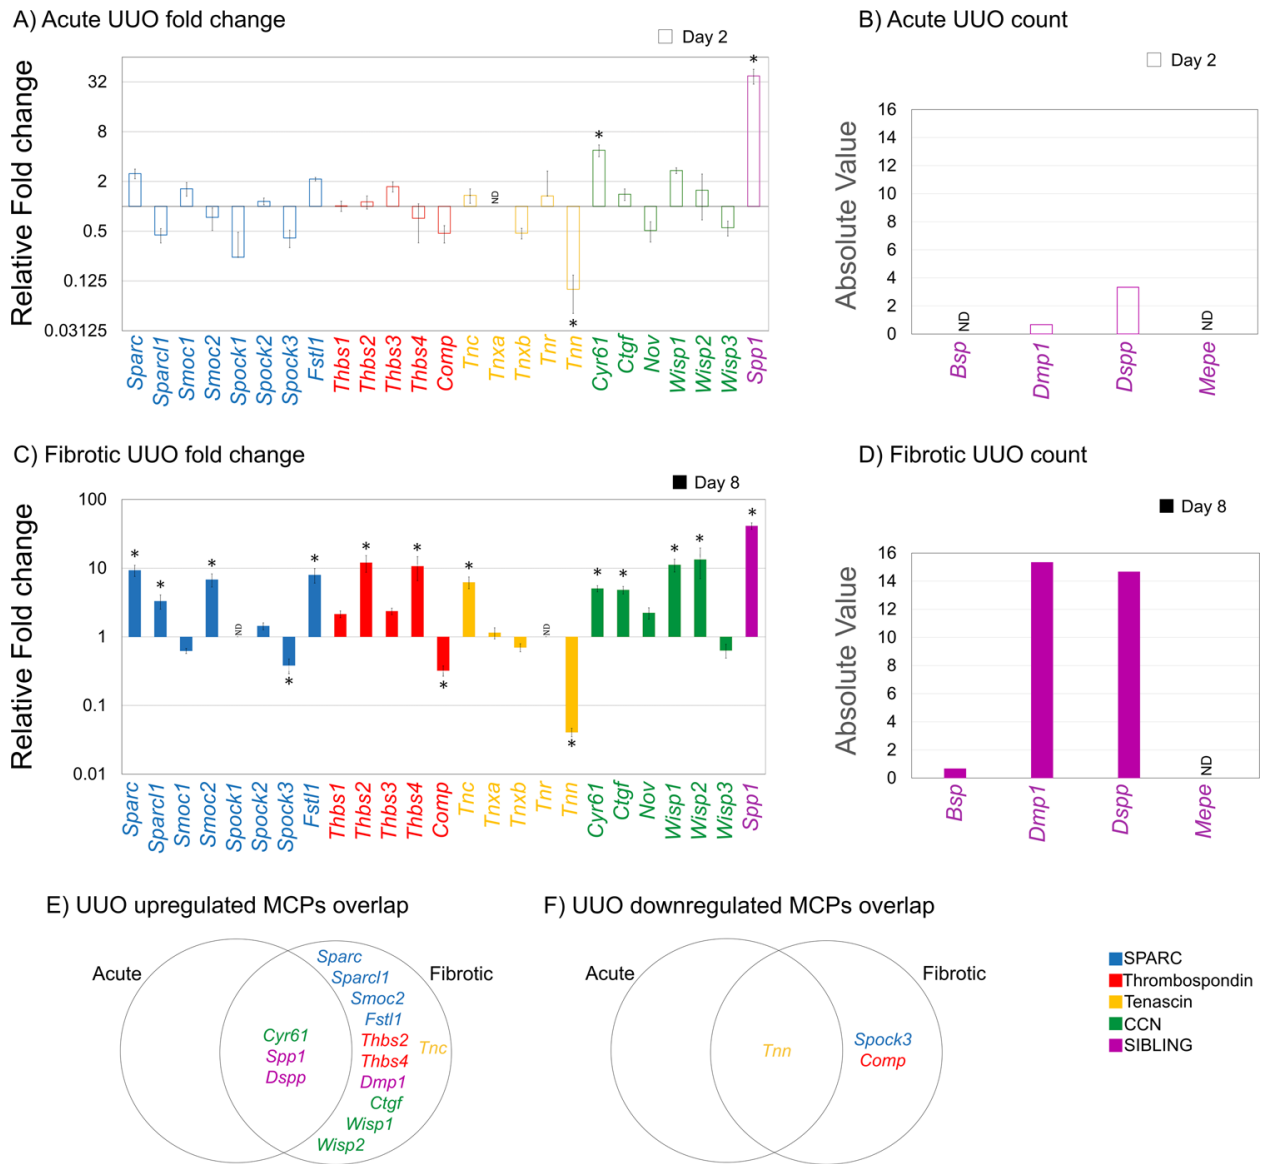 A) Acute UUO fold change
Day 2
Relative Fold change
32
8
2
0.5
0.125
0.03125
*
*
ND
*
Sparc
Sparcl1
Smoc1
Smoc2
Spock1
Spock2
Spock3
Fstl1
Thbs1
Thbs2
Thbs3
Thbs4
Comp
Tnc
Tnxa
Tnxb
Tnr
Tnn
Cyr61
Ctgf
Nov
Wisp1
Wisp2
Wisp3
Spp1
B) Acute UUO count
Day 2
Absolute Value
16
14
12
10
8
6
4
2
0
ND
ND
Bsp
Dmp1
Dspp
Mepe
C) Fibrotic UUO fold change
Day 8
Relative Fold change
100
10
1
0.1
0.01
*
*
*
ND
*
*
*
*
*
*
ND
*
*
*
*
*
*
Sparc
Sparcl1
Smoc1
Smoc2
Spock1
Spock2
Spock3
Fstl1
Thbs1
Thbs2
Thbs3
Thbs4
Comp
Tnc
Tnxa
Tnxb
Tnr
Tnn
Cyr61
Ctgf
Nov
Wisp1
Wisp2
Wisp3
Spp1
D) Fibrotic UUO count
Day 8
Absolute Value
16
14
12
10
8
6
4
2
0
ND
Bsp
Dmp1
Dspp
Mepe
E) UUO upregulated MCPs overlap
Acute
Fibrotic
Cyr61
Spp1
Dspp
Sparc
Sparcl1
Smoc2
Fstl1
Thbs2
Tnc
Thbs4
Dmp1
Ctgf
Wisp1
Wisp2
F) UUO downregulated MCPs overlap
Acute
Fibrotic
Tnn
Spock3
Comp
SPARC
Thrombospondin
Tenascin
CCN
SIBLING